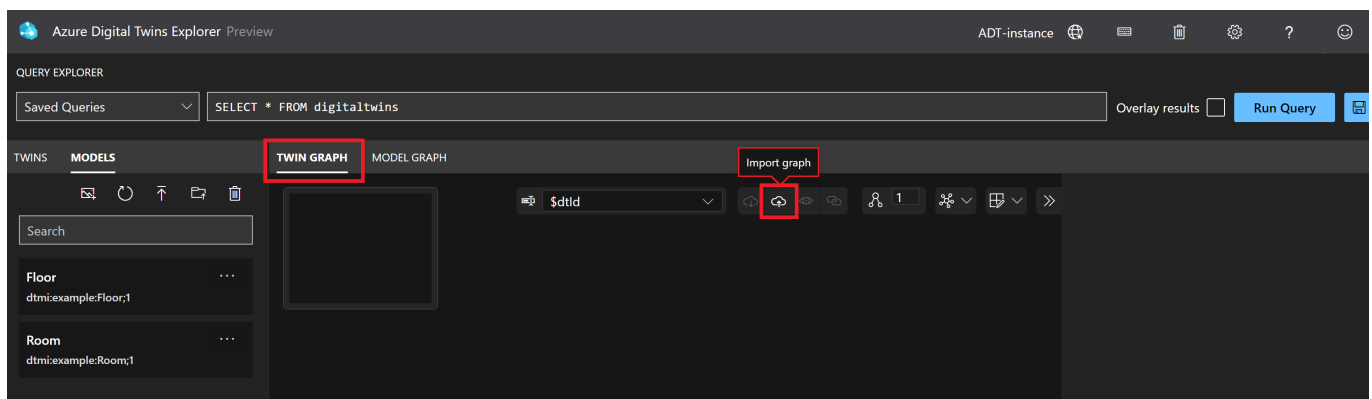 Azure Digital Twins Explorer Preview
ADT-instance
?
QUERY EXPLORER
Saved Queries
SELECT * FROM digitaltwins
Overlay results
Run Query
TWINS
MODELS
TWIN GRAPH
MODEL GRAPH
Import graph
$dtId
1
Search
Floor
dtmi:example:Floor;1
Room
dtmi:example:Room;1